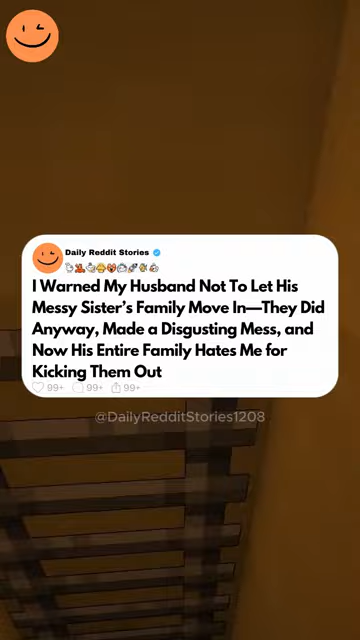 Daily Reddit Stories
I Warned My Husband Not To Let His
Messy Sister's Family Move In—They Did
Anyway, Made a Disgusting Mess, and
Now His Entire Family Hates Me for
Kicking Them Out
99+ 99+ 99+
@DailyRedditStories1208